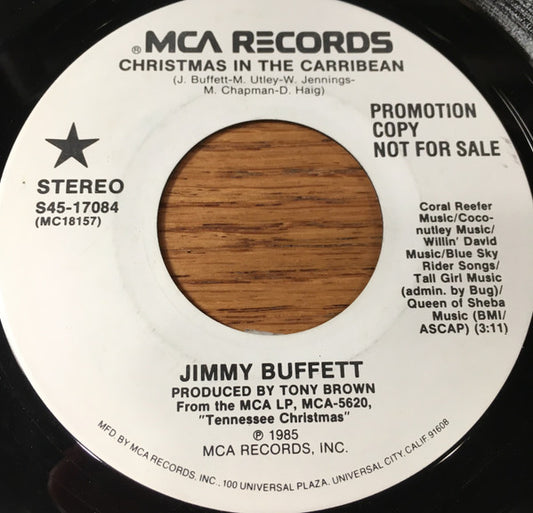 ® MCA RECORDS
CHRISTMAS IN THE CARRIBEAN
(J. Buffett-M. Utley-W. Jennings-
M. Chapman-D. Haig)
PROMOTION
COPY
NOT FOR SALE
STEREO
S45-17084
(MC18157)
Coral Reefer
Music/Coco-
nutley Music/
Willin' David
Music/Blue Sky
Rider Songs/
Tall Girl Music
(admin. by Bug)/
Queen of Sheba
Music (BMI/
ASCAP) (3:11)
JIMMY BUFFETT
PRODUCED BY TONY BROWN
From the MCA LP, MCA-5620,
"Tennessee Christmas"
℗ 1985
MCA RECORDS, INC.
MFD BY MCA RECORDS, INC., 100 UNIVERSAL PLAZA, UNIVERSAL CITY, CALIF 91608